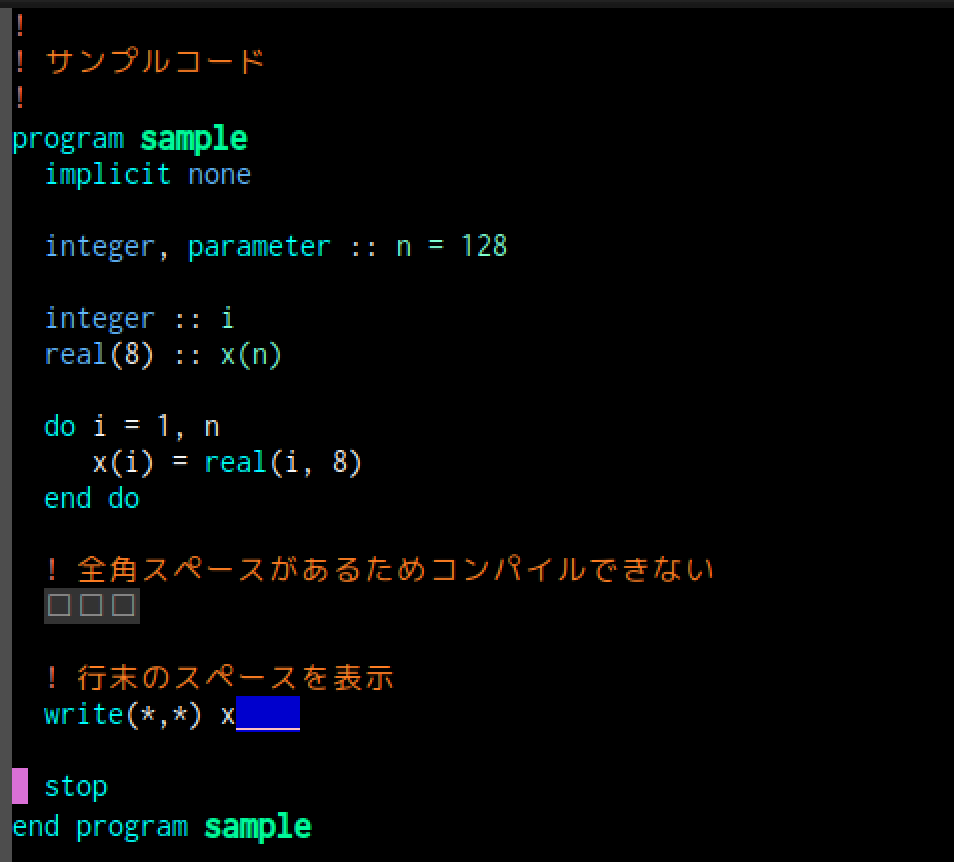 !
! サンプルコード
!
program sample
  implicit none

  integer, parameter :: n = 128

  integer :: i
  real(8) :: x(n)

  do i = 1, n
     x(i) = real(i, 8)
  end do

  ! 全角スペースがあるためコンパイルできない
  □□□

  ! 行末のスペースを表示
  write(*,*) x

  stop
end program sample